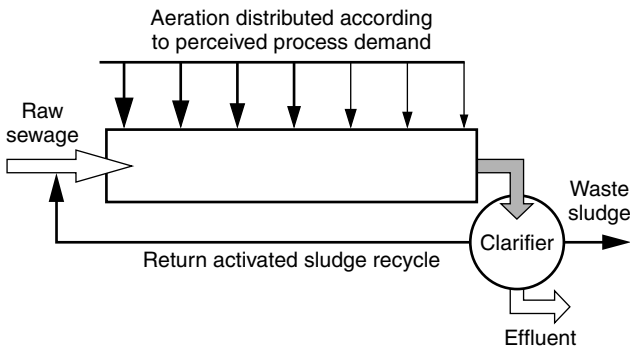 Aeration distributed according
to perceived process demand
Raw
sewage
Waste
sludge
Clarifier
Return activated sludge recycle
Effluent